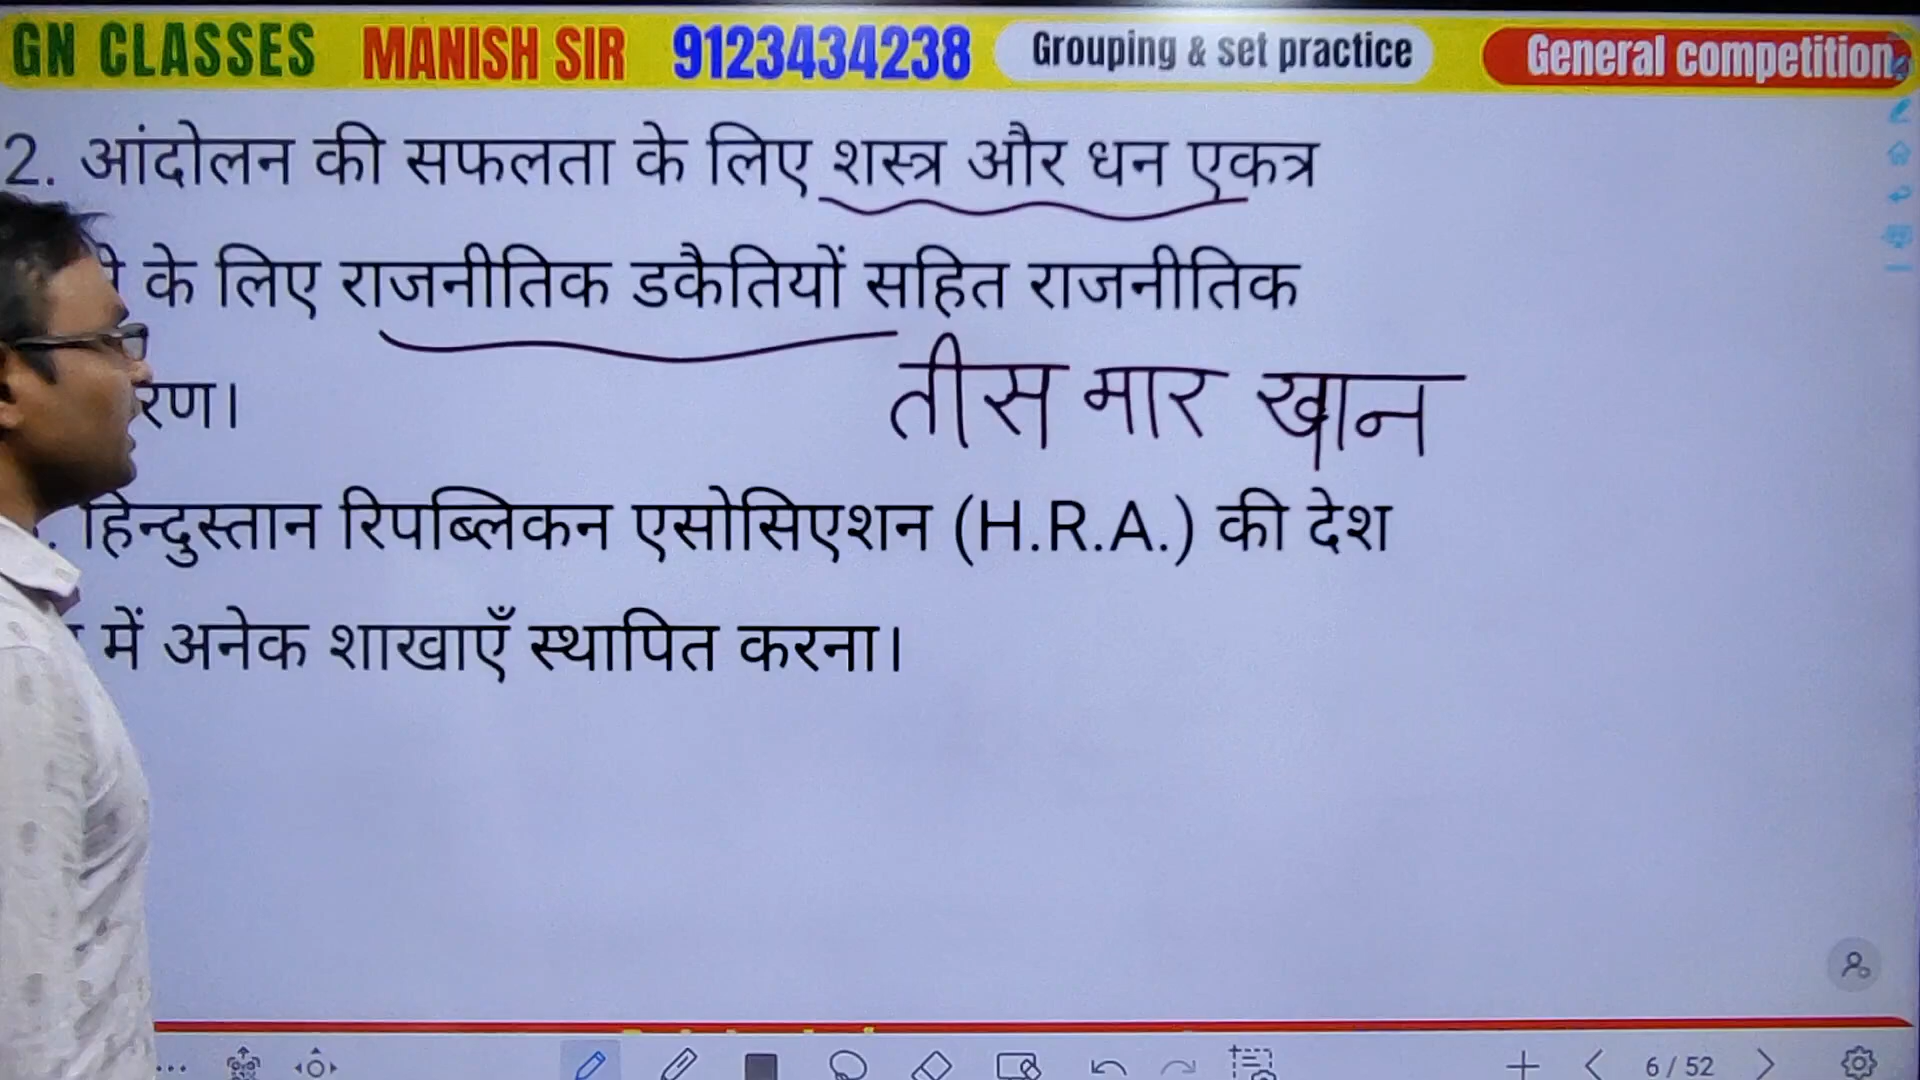 GN CLASSES MANISH SIR 9123434238 Grouping & set practice General competition
2. आंदोलन की सफलता के लिए शस्त्र और धन एकत्र
के लिए राजनीतिक डकैतियों सहित राजनीतिक
तीस मार खान
रण।
हिन्दुस्तान रिपब्लिकन एसोसिएशन (H.R.A.) की देश
में अनेक शाखाएँ स्थापित करना।
6 / 52